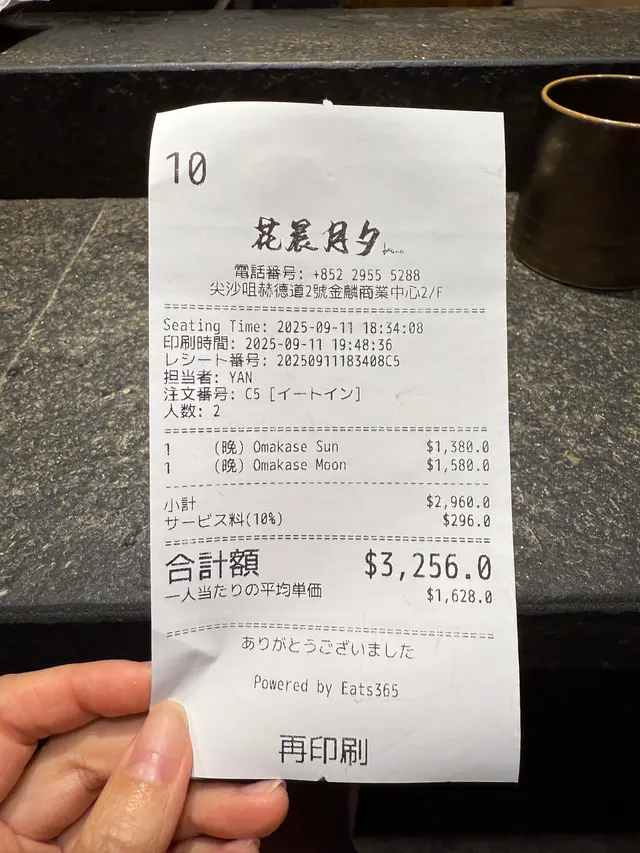 10
花晨月夕
電話番号: +852 2955 5288
尖沙咀赫德道2號金麟商業中心2/F
Seating Time: 2025-09-11 18:34:08
印刷時間: 2025-09-11 19:48:36
レシート番号: 20250911183408C5
担当者: YAN
注文番号: C5 [イートイン]
人数: 2
1 (晩) Omakase Sun $1,380.0
1 (晩) Omakase Moon $1,580.0
小計 $2,960.0
サービス料(10%) $296.0
合計額 $3,256.0
一人当たりの平均単価 $1,628.0
ありがとうございました
Powered by Eats365
再印刷